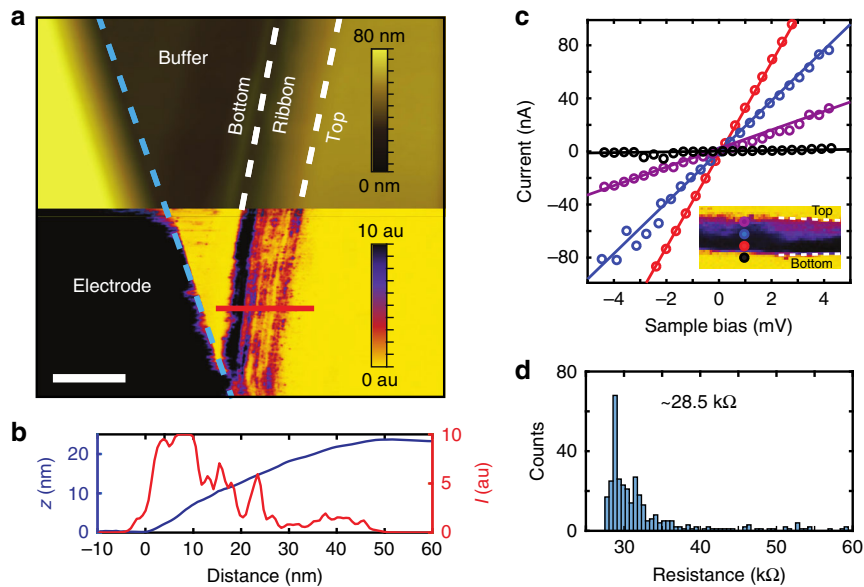 a
80 nm
Buffer
Bottom
Ribbon
Top
0 nm
10 au
Electrode
0 au
b
z (nm)
20
10
0
10
5
0
I (au)
–10 0 10 20 30 40 50 60
Distance (nm)
c
Current (nA)
80
40
0
–40
–80
Top
Bottom
–4 –2 0 2 4
Sample bias (mV)
d
~28.5 kΩ
Counts
80
40
0
30 40 50 60
Resistance (kΩ)